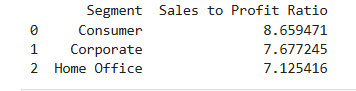 Segment Sales to Profit Ratio
0 Consumer 8.659471
1 Corporate 7.677245
2 Home Office 7.125416